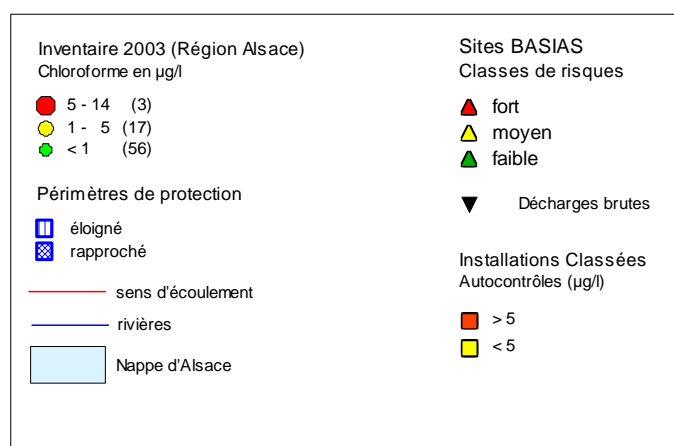 Inventaire 2003 (Région Alsace)
Chloroforme en µg/l
5 - 14 (3)
1 - 5 (17)
< 1 (56)
Périmètres de protection
éloigné
rapproché
sens d'écoulement
rivières
Nappe d'Alsace
Sites BASIAS
Classes de risques
fort
moyen
faible
Décharges brutes
Installations Classées
Autocontrôles (µg/l)
> 5
< 5